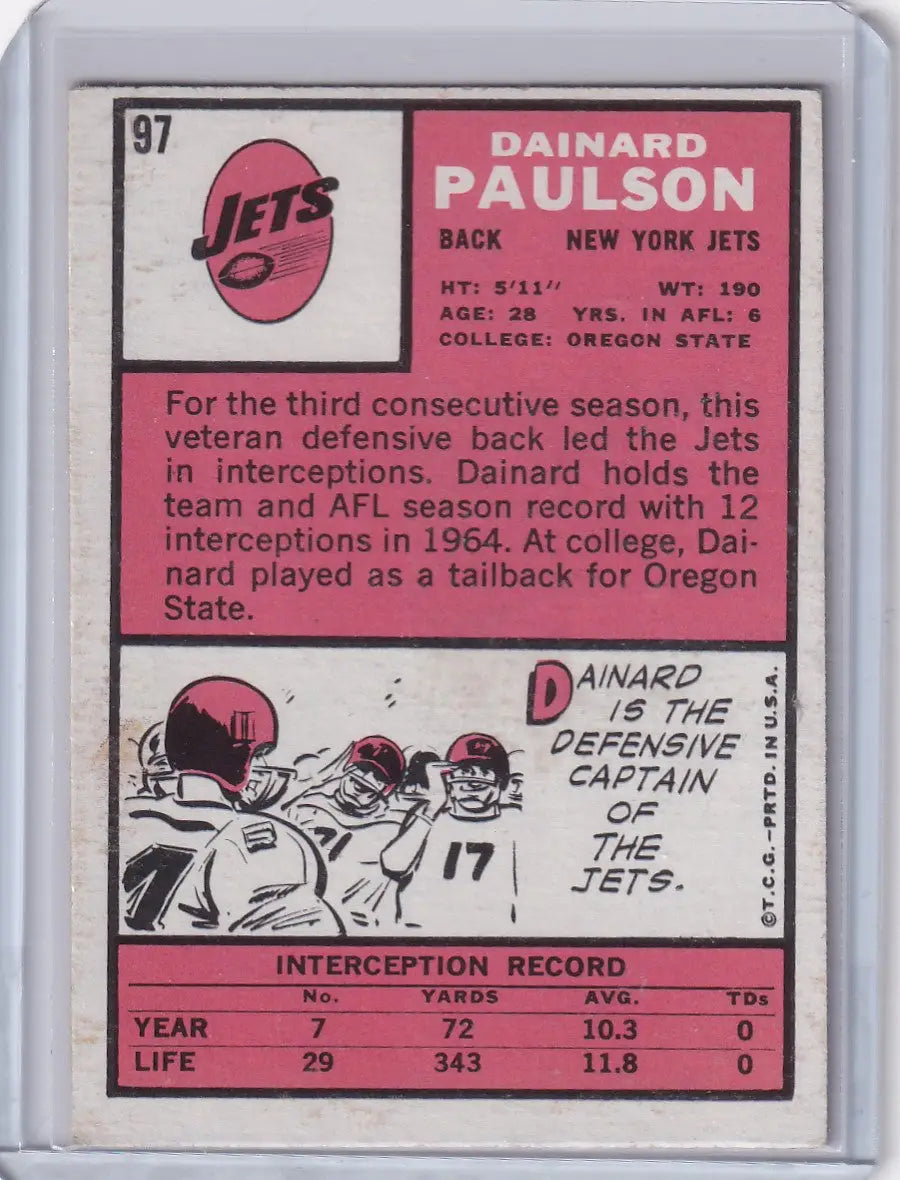 97
JETS
DAINARD
PAULSON
BACK NEW YORK JETS
HT: 5'11" WT: 190
AGE: 28 YRS. IN AFL: 6
COLLEGE: OREGON STATE
For the third consecutive season, this
veteran defensive back led the Jets
in interceptions. Dainard holds the
team and AFL season record with 12
interceptions in 1964. At college, Dai-
nard played as a tailback for Oregon
State.
DAINARD
IS THE
DEFENSIVE
CAPTAIN
OF
THE
JETS.
71
17
©T.C.G.–PRTD. IN U.S.A.
INTERCEPTION RECORD
No. YARDS AVG. TDs
YEAR 7 72 10.3 0
LIFE 29 343 11.8 0